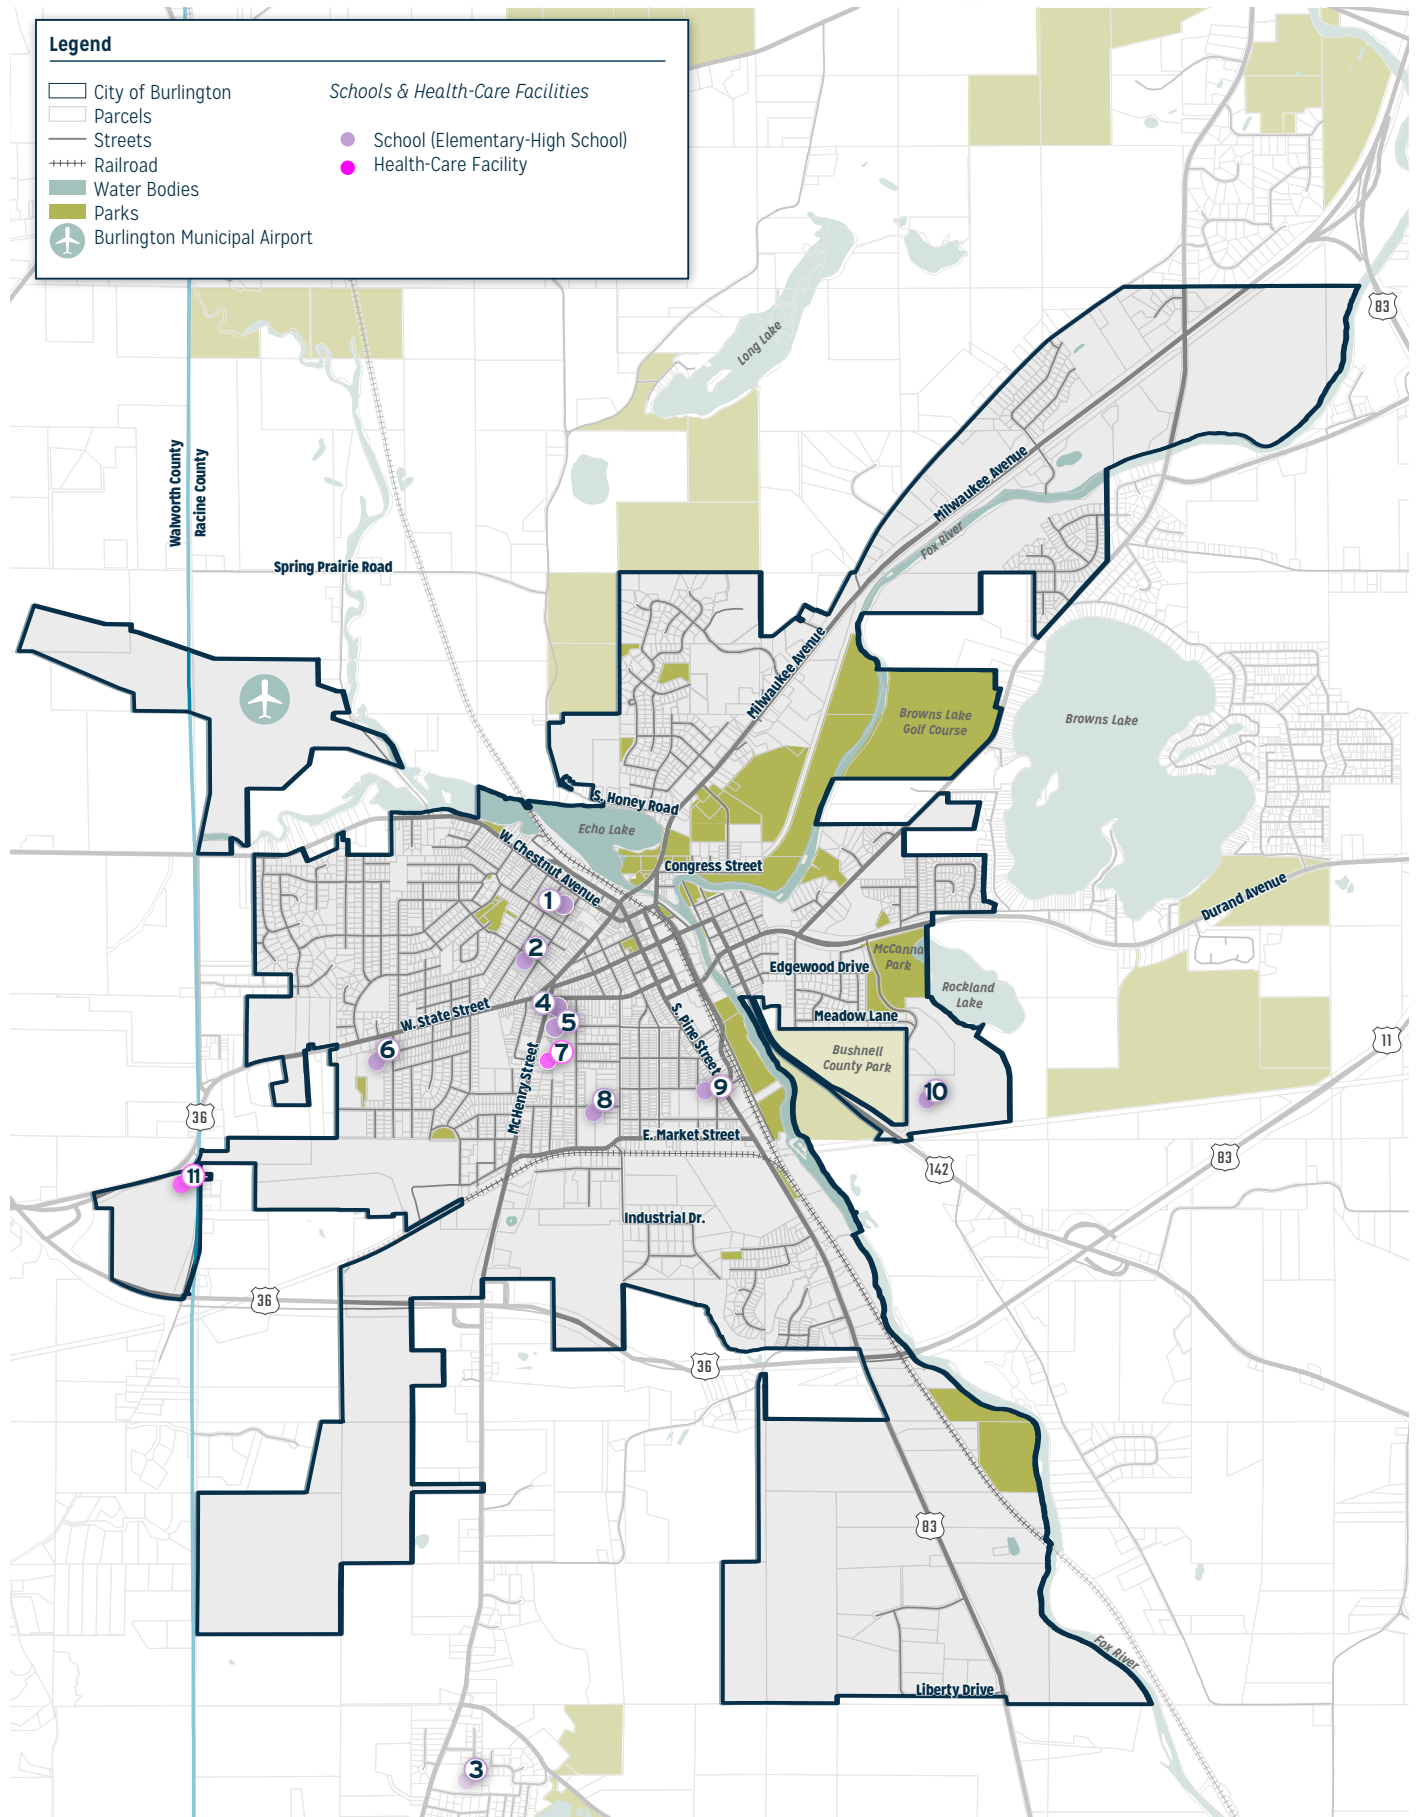 Legend
City of Burlington
Parcels
Streets
Railroad
Water Bodies
Parks
Burlington Municipal Airport
Schools & Health-Care Facilities
School (Elementary-High School)
Health-Care Facility
83
Long Lake
Walworth County
Racine County
Milwaukee Avenue
Fox River
Spring Prairie Road
Milwaukee Avenue
Browns Lake
Golf Course
Browns Lake
S. Honey Road
Echo Lake
W. Chestnut Avenue
Congress Street
Durand Avenue
1
2
McCanna
Park
Edgewood Drive
Rockland
Lake
4
W. State Street
5
S. Pine Street
Meadow Lane
11
6
7
Bushnell
County Park
McHenry Street
8
9
10
36
E. Market Street
83
142
11
Industrial Dr.
36
36
83
Fox River
Liberty Drive
3